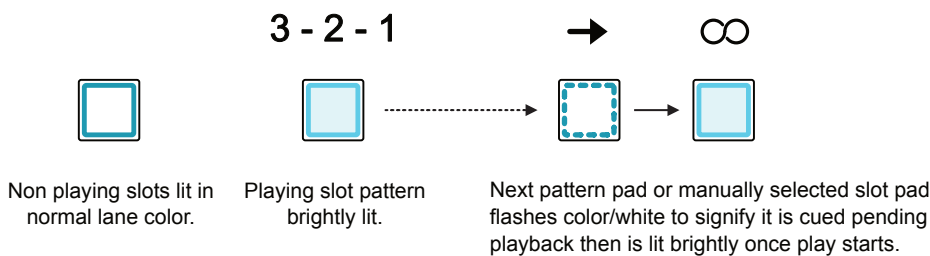 3 - 2 - 1 → ∞
Non playing slots lit in
normal lane color.
Playing slot pattern
brightly lit.
Next pattern pad or manually selected slot pad
flashes color/white to signify it is cued pending
playback then is lit brightly once play starts.